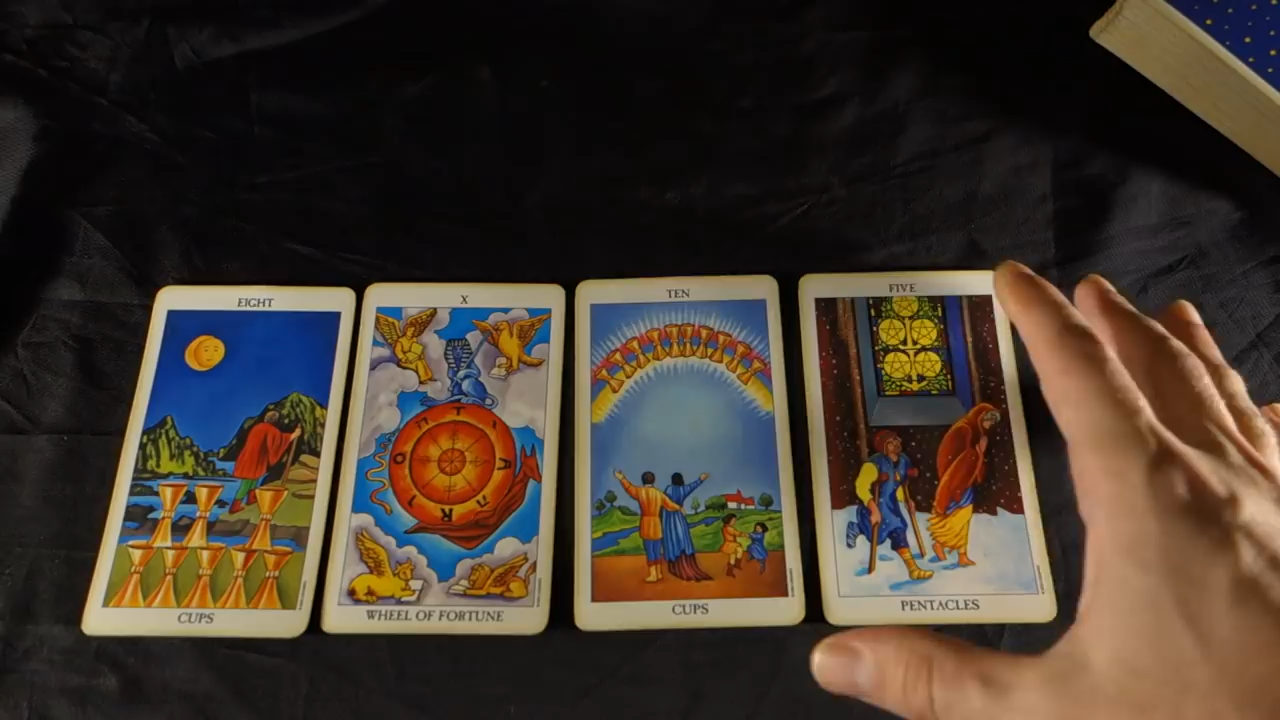 EIGHT
CUPS
X
WHEEL OF FORTUNE
TEN
CUPS
FIVE
PENTACLES